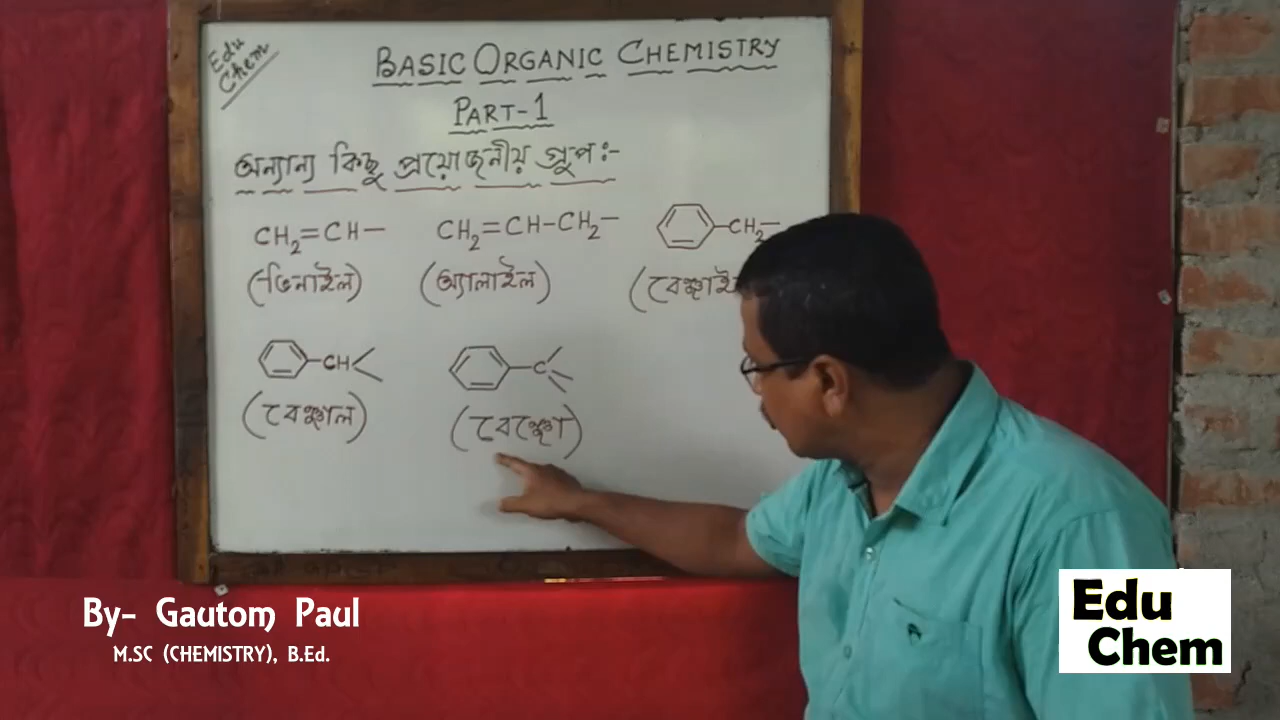 Edu
Chem
BASIC ORGANIC CHEMISTRY
PART-1
অন্যান্য কিছু প্রয়োজনীয় গ্রুপ:-
CH₂=CH— CH₂=CH-CH₂— -CH₂—
(ভিনাইল) (অ্যালাইল)
-CH -C
(বেঞ্জাল) (বেঞ্জো)
By- Gautom Paul
M.SC (CHEMISTRY), B.Ed.
Edu
Chem